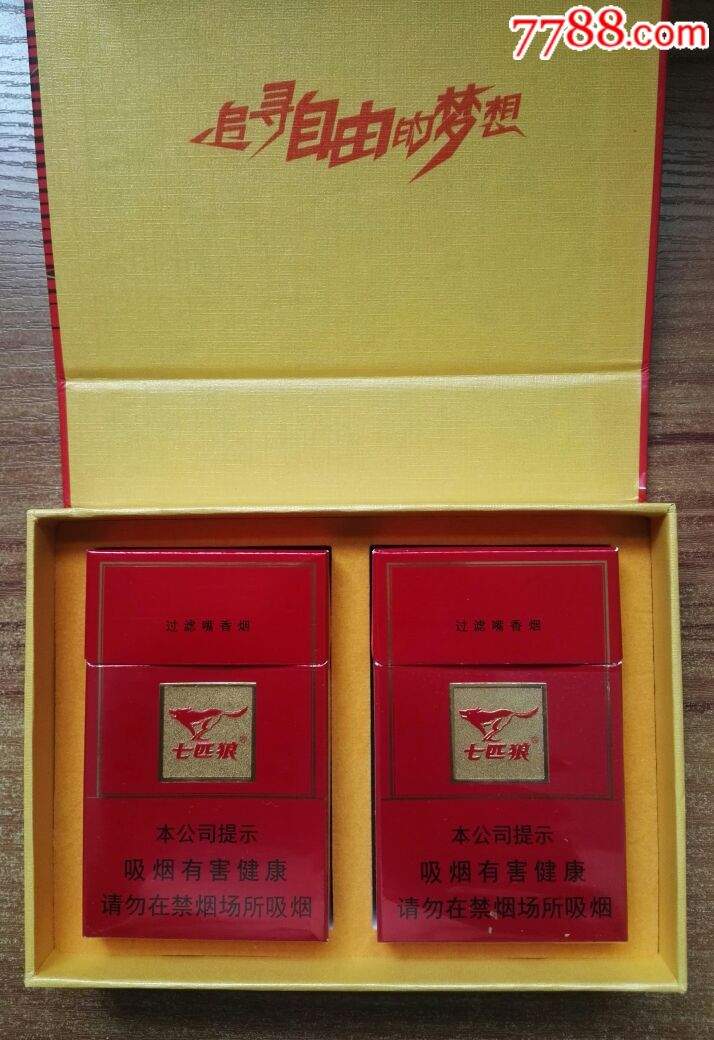 7788.com
追寻自由的梦想
过滤嘴香烟
七匹狼®
本公司提示
吸烟有害健康
请勿在禁烟场所吸烟
过滤嘴香烟
七匹狼®
本公司提示
吸烟有害健康
请勿在禁烟场所吸烟